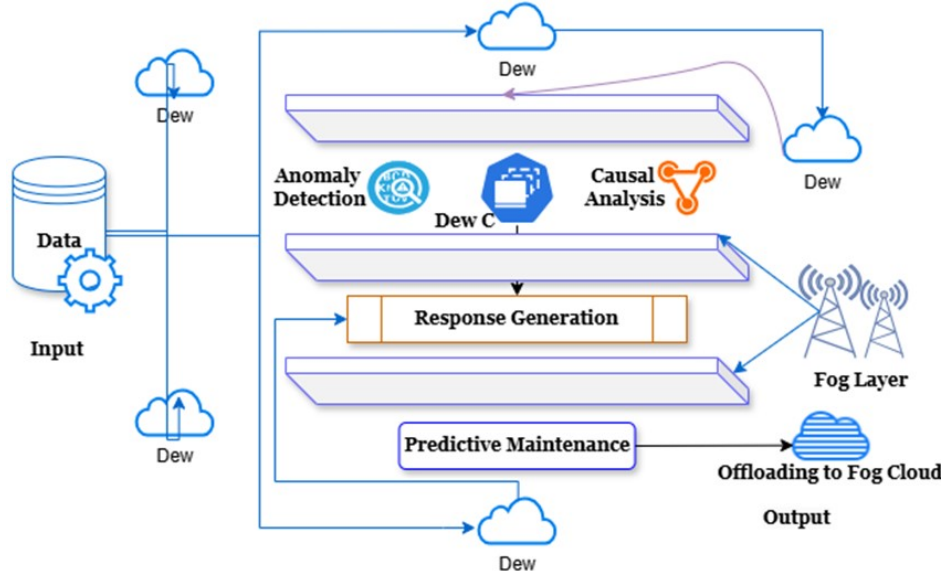 Dew
Dew
Dew
Anomaly
Detection
Dew C
Causal
Analysis
Dew
Data
Input
Response Generation
Fog Layer
Dew
Predictive Maintenance
Offloading to Fog Cloud
Output
Dew